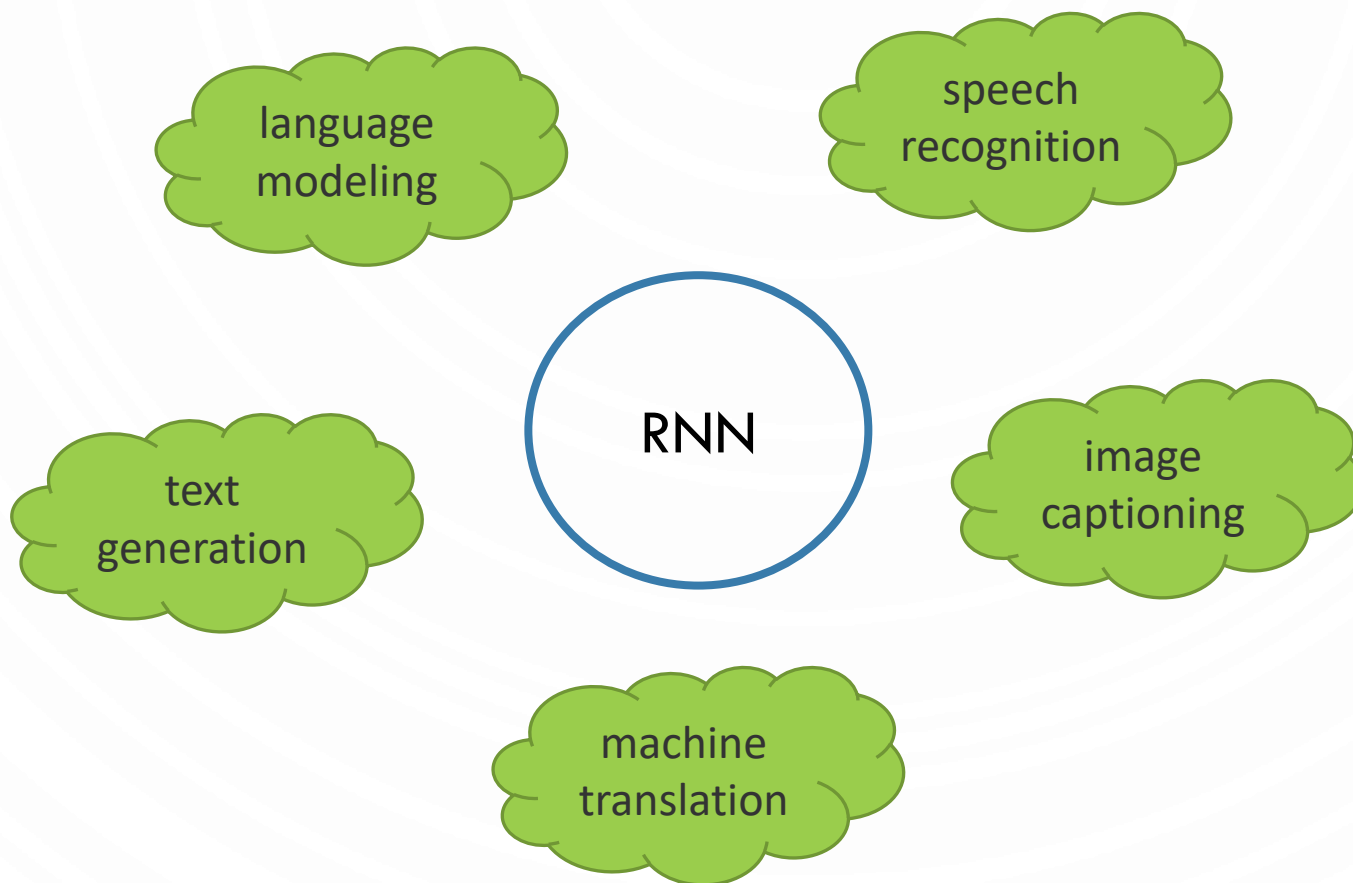 language
modeling
speech
recognition
RNN
text
generation
image
captioning
machine
translation